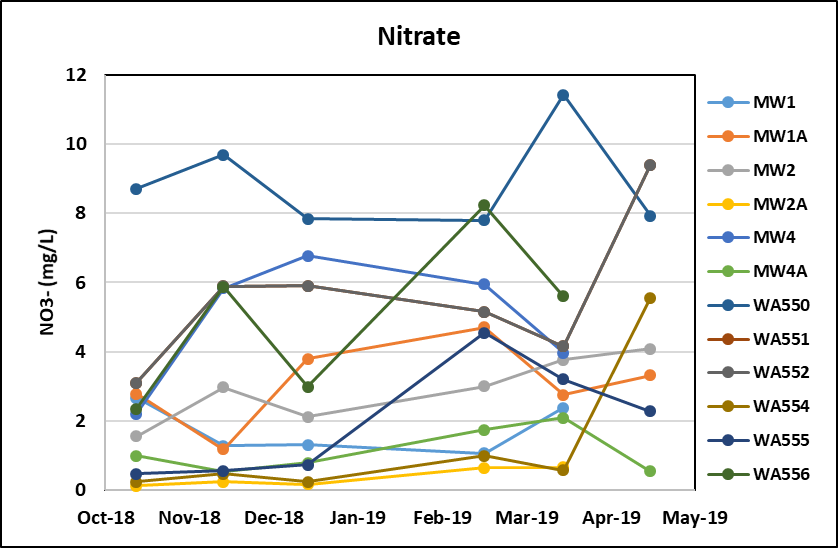 Nitrate
NO3- (mg/L)
12
10
8
6
4
2
0
Oct-18 Nov-18 Dec-18 Jan-19 Feb-19 Mar-19 Apr-19 May-19
MW1
MW1A
MW2
MW2A
MW4
MW4A
WA550
WA551
WA552
WA554
WA555
WA556